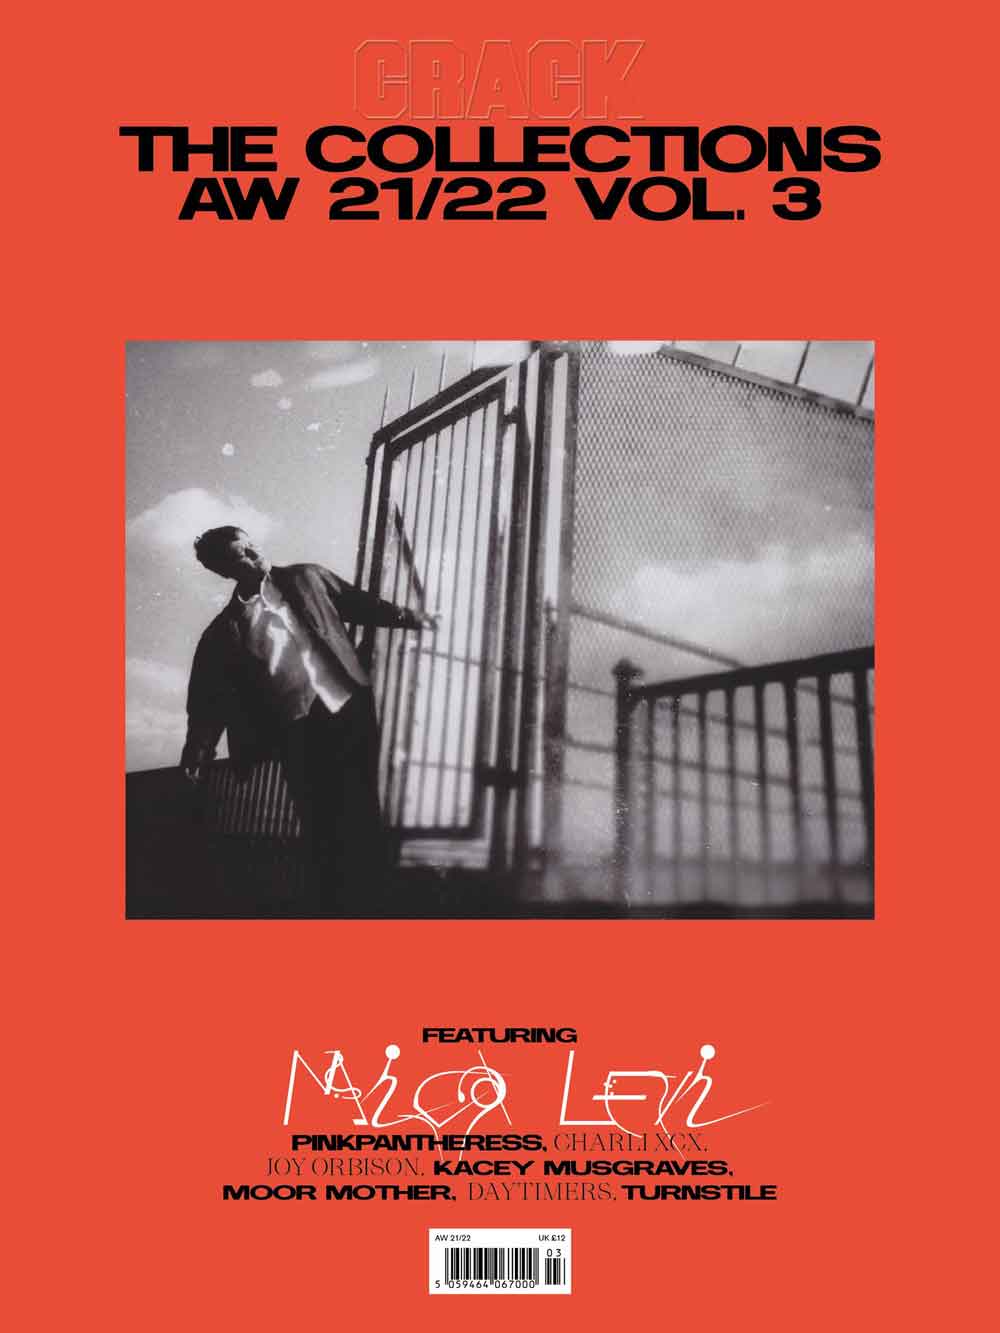 CRACK
THE COLLECTIONS
AW 21/22 VOL. 3
FEATURING
Mica Levi
PINKPANTHERESS, CHARLI XCX,
JOY ORBISON, KACEY MUSGRAVES,
MOOR MOTHER, DAYTIMERS, TURNSTILE
AW 21/22 UK £12
03
5 059464 067000